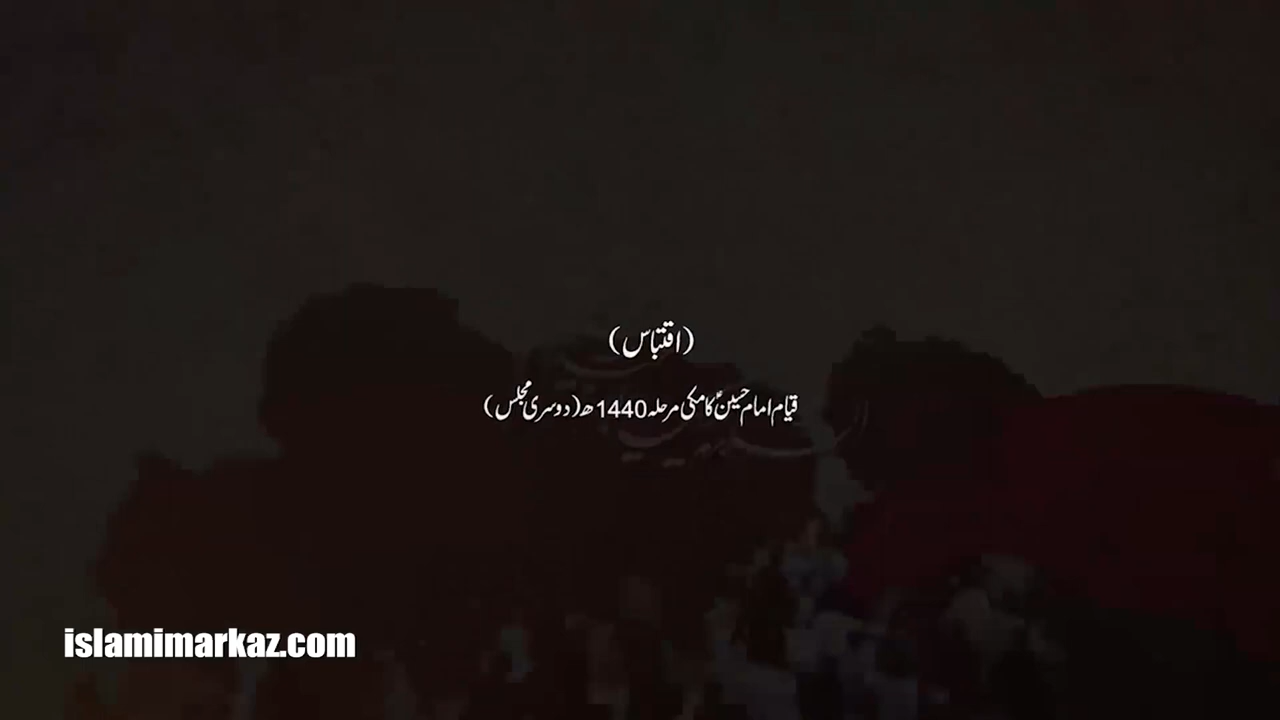 (اقتباس)
قیام امام حسینؑ کا مکی مرحلہ 1440ھ (دوسری مجلس)
islamimarkaz.com